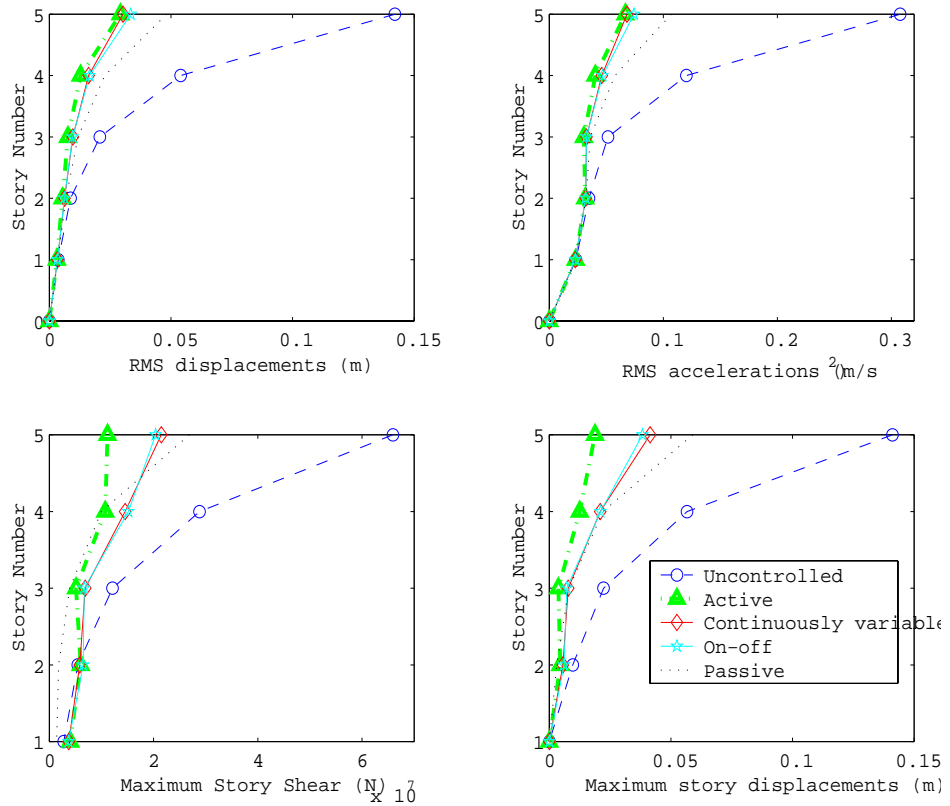 5
4
3
2
1
0
Story Number
0
0.05
0.1
0.15
RMS displacements (m)
5
4
3
2
1
0
Story Number
0
0.1
0.2
0.3
RMS accelerations (m/s2)
5
4
3
2
1
Story Number
0
2
4
6
Maximum Story Shear (N)
x 10 7
5
4
3
2
1
Story Number
0
0.05
0.1
0.15
Maximum story displacements (m)
Uncontrolled
Active
Continuously variable
On-off
Passive